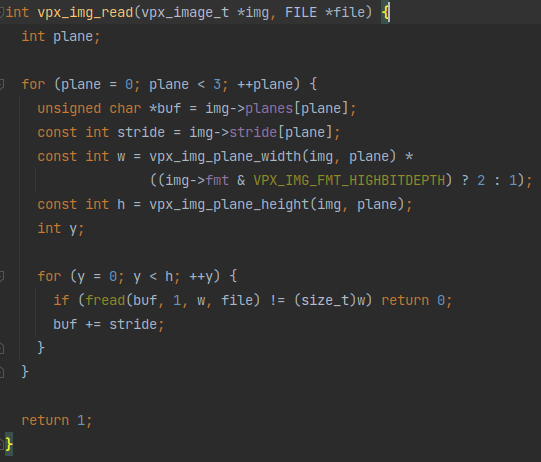 int vpx_img_read(vpx_image_t *img, FILE *file) {
  int plane;

  for (plane = 0; plane < 3; ++plane) {
    unsigned char *buf = img->planes[plane];
    const int stride = img->stride[plane];
    const int w = vpx_img_plane_width(img, plane) *
                  ((img->fmt & VPX_IMG_FMT_HIGHBITDEPTH) ? 2 : 1);
    const int h = vpx_img_plane_height(img, plane);
    int y;

    for (y = 0; y < h; ++y) {
      if (fread(buf, 1, w, file) != (size_t)w) return 0;
      buf += stride;
    }
  }

  return 1;
}